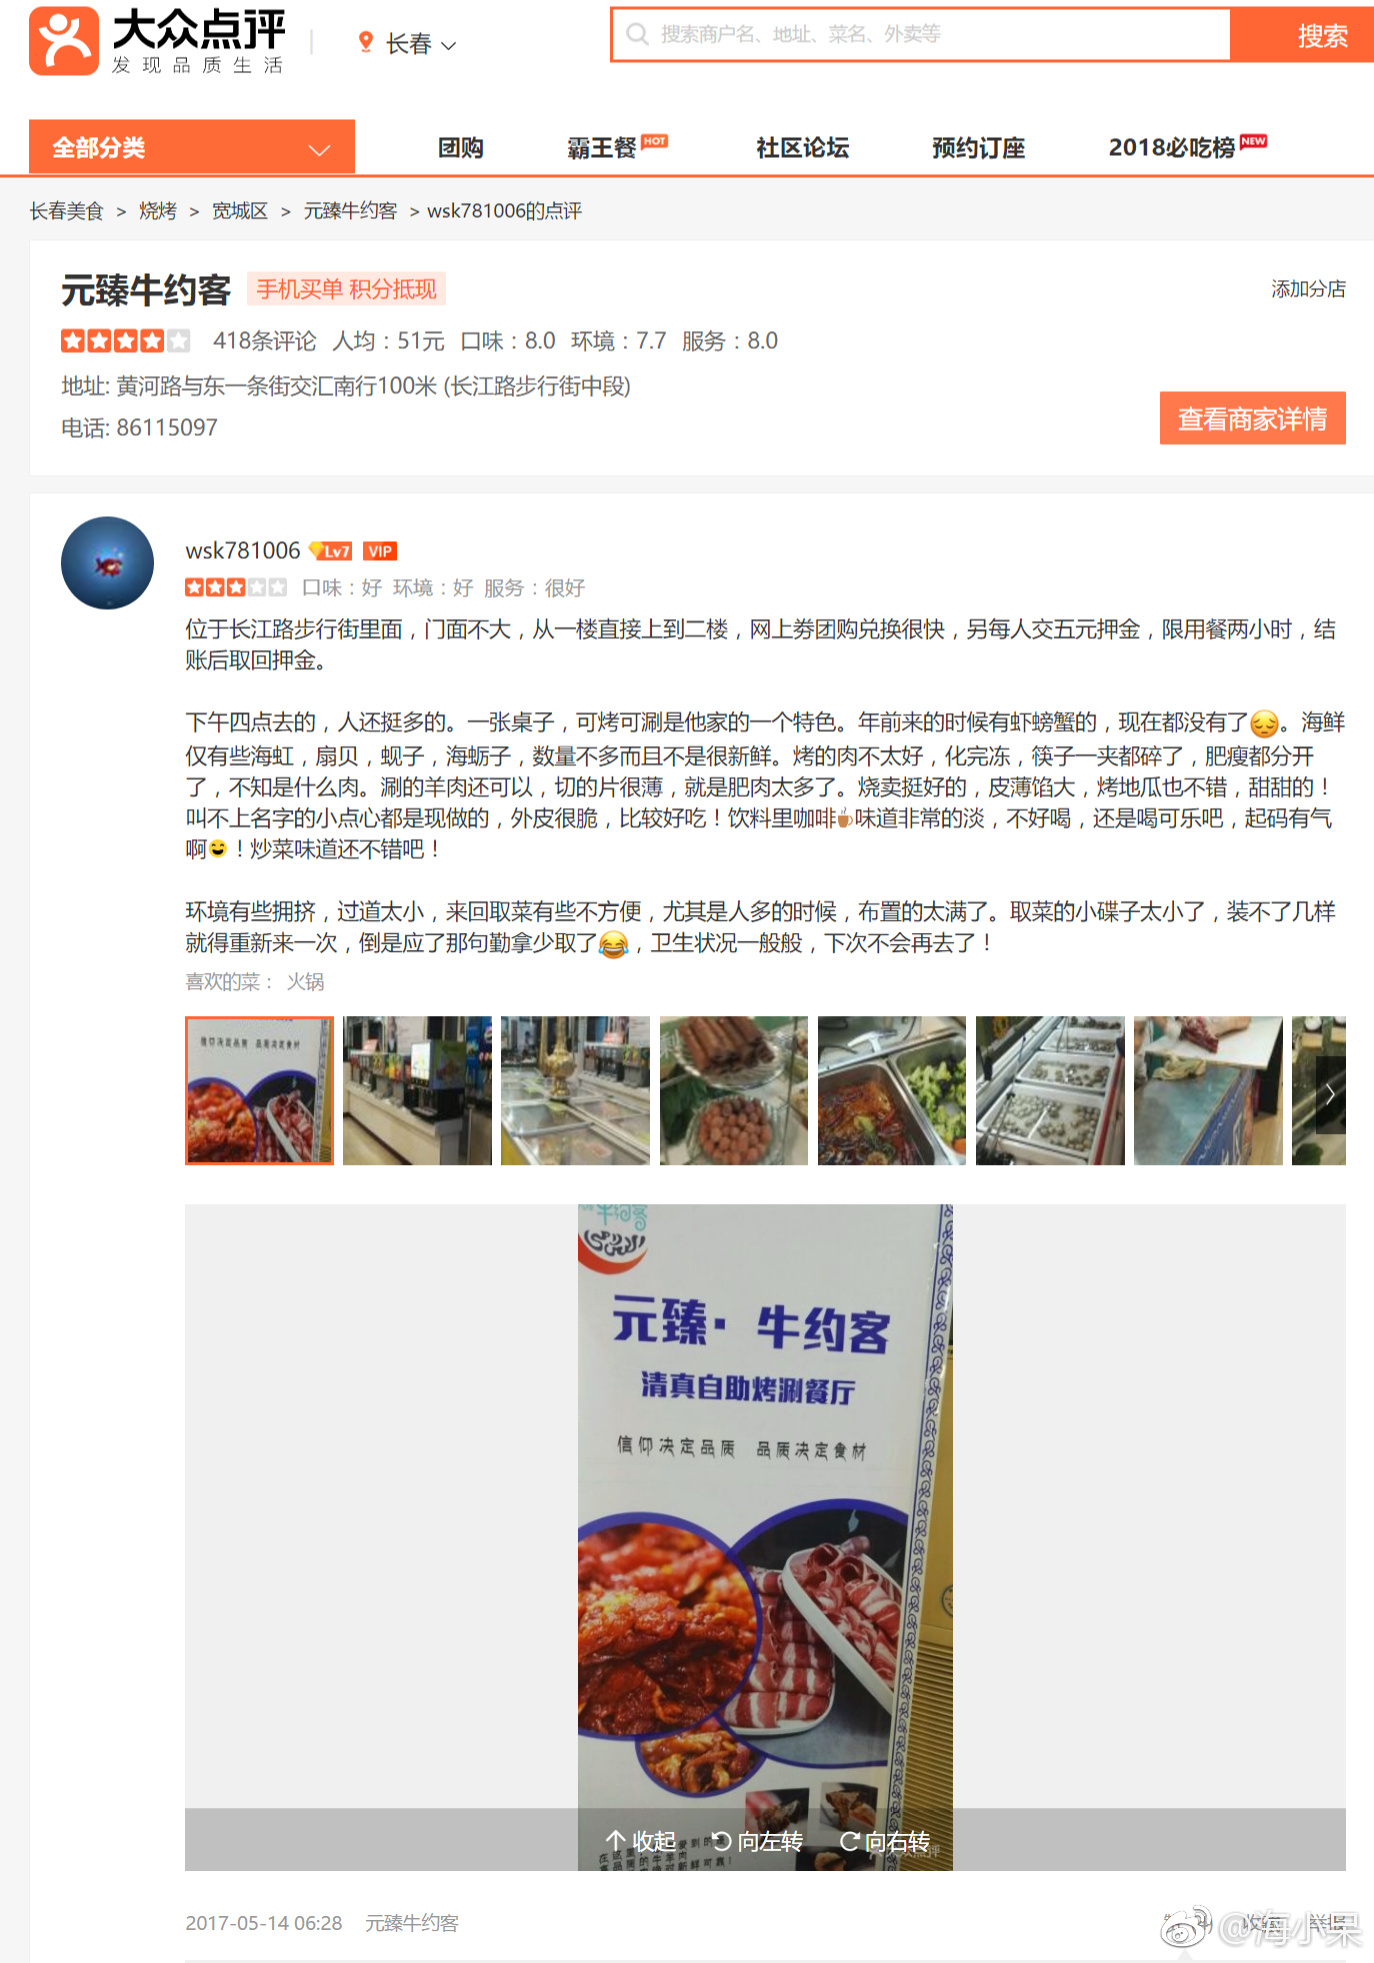 大众点评
发现品质生活
长春
搜索商户名、地址、菜名、外卖等
搜索
全部分类
团购
霸王餐 HOT
社区论坛
预约订座
2018必吃榜 NEW
长春美食 > 烧烤 > 宽城区 > 元臻牛约客 > wsk781006的点评
元臻牛约客 手机买单 积分抵现
添加分店
418条评论 人均：51元 口味：8.0 环境：7.7 服务：8.0
地址: 黄河路与东一条街交汇南行100米 (长江路步行街中段)
电话: 86115097
查看商家详情
wsk781006 Lv7 VIP
口味：好 环境：好 服务：很好
位于长江路步行街里面，门面不大，从一楼直接上到二楼，网上券团购兑换很快，另每人交五元押金，限用餐两小时，结
账后取回押金。
下午四点去的，人还挺多的。一张桌子，可烤可涮是他家的一个特色。年前来的时候有虾螃蟹的，现在都没有了😔。海鲜
仅有些海虹，扇贝，蚬子，海蛎子，数量不多而且不是很新鲜。烤的肉不太好，化完冻，筷子一夹都碎了，肥瘦都分开
了，不知是什么肉。涮的羊肉还可以，切的片很薄，就是肥肉太多了。烧卖挺好的，皮薄馅大，烤地瓜也不错，甜甜的！
叫不上名字的小点心都是现做的，外皮很脆，比较好吃！饮料里咖啡☕味道非常的淡，不好喝，还是喝可乐吧，起码有气
啊😄！炒菜味道还不错吧！
环境有些拥挤，过道太小，来回取菜有些不方便，尤其是人多的时候，布置的太满了。取菜的小碟子太小了，装不了几样
就得重新来一次，倒是应了那句勤拿少取了😂，卫生状况一般般，下次不会再去了！
喜欢的菜： 火锅
信仰决定品质 品质决定食材
牛约客
元臻·牛约客
清真自助烤涮餐厅
信仰决定品质 品质决定食材
收起 向左转 向右转
2017-05-14 06:28 元臻牛约客
收藏 举报
@海小呆